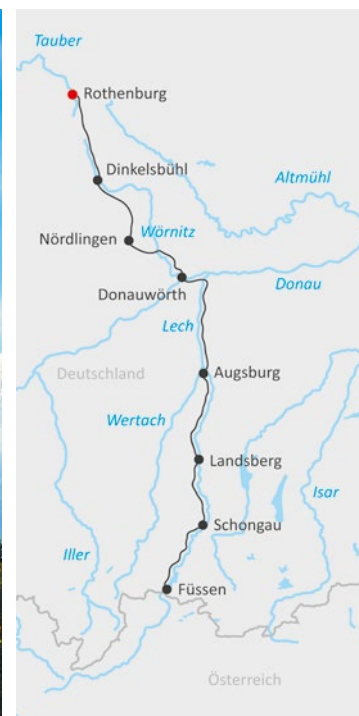 Tauber
Rothenburg
Dinkelsbühl
Altmühl
Nördlingen
Wörnitz
Donauwörth
Donau
Lech
Deutschland
Augsburg
Wertach
Landsberg
Isar
Schongau
Iller
Füssen
Österreich